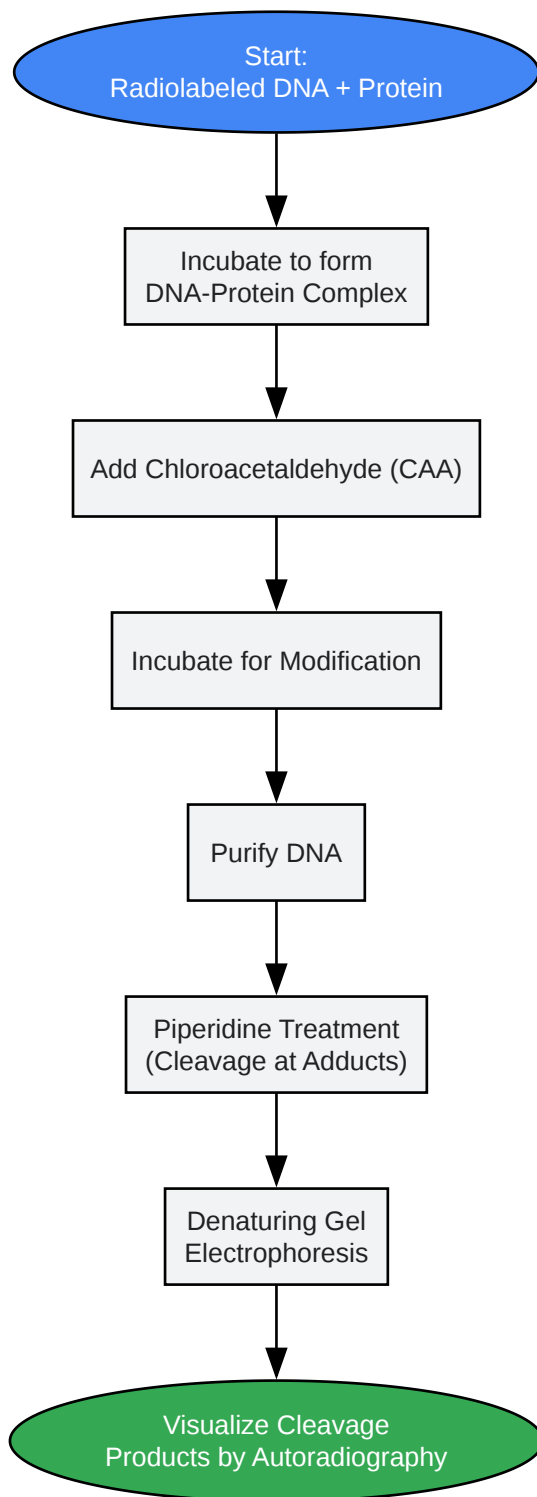 Start:
Radiolabeled DNA + Protein
Incubate to form
DNA-Protein Complex
Add Chloroacetaldehyde (CAA)
Incubate for Modification
Purify DNA
Piperidine Treatment
(Cleavage at Adducts)
Denaturing Gel
Electrophoresis
Visualize Cleavage
Products by Autoradiography